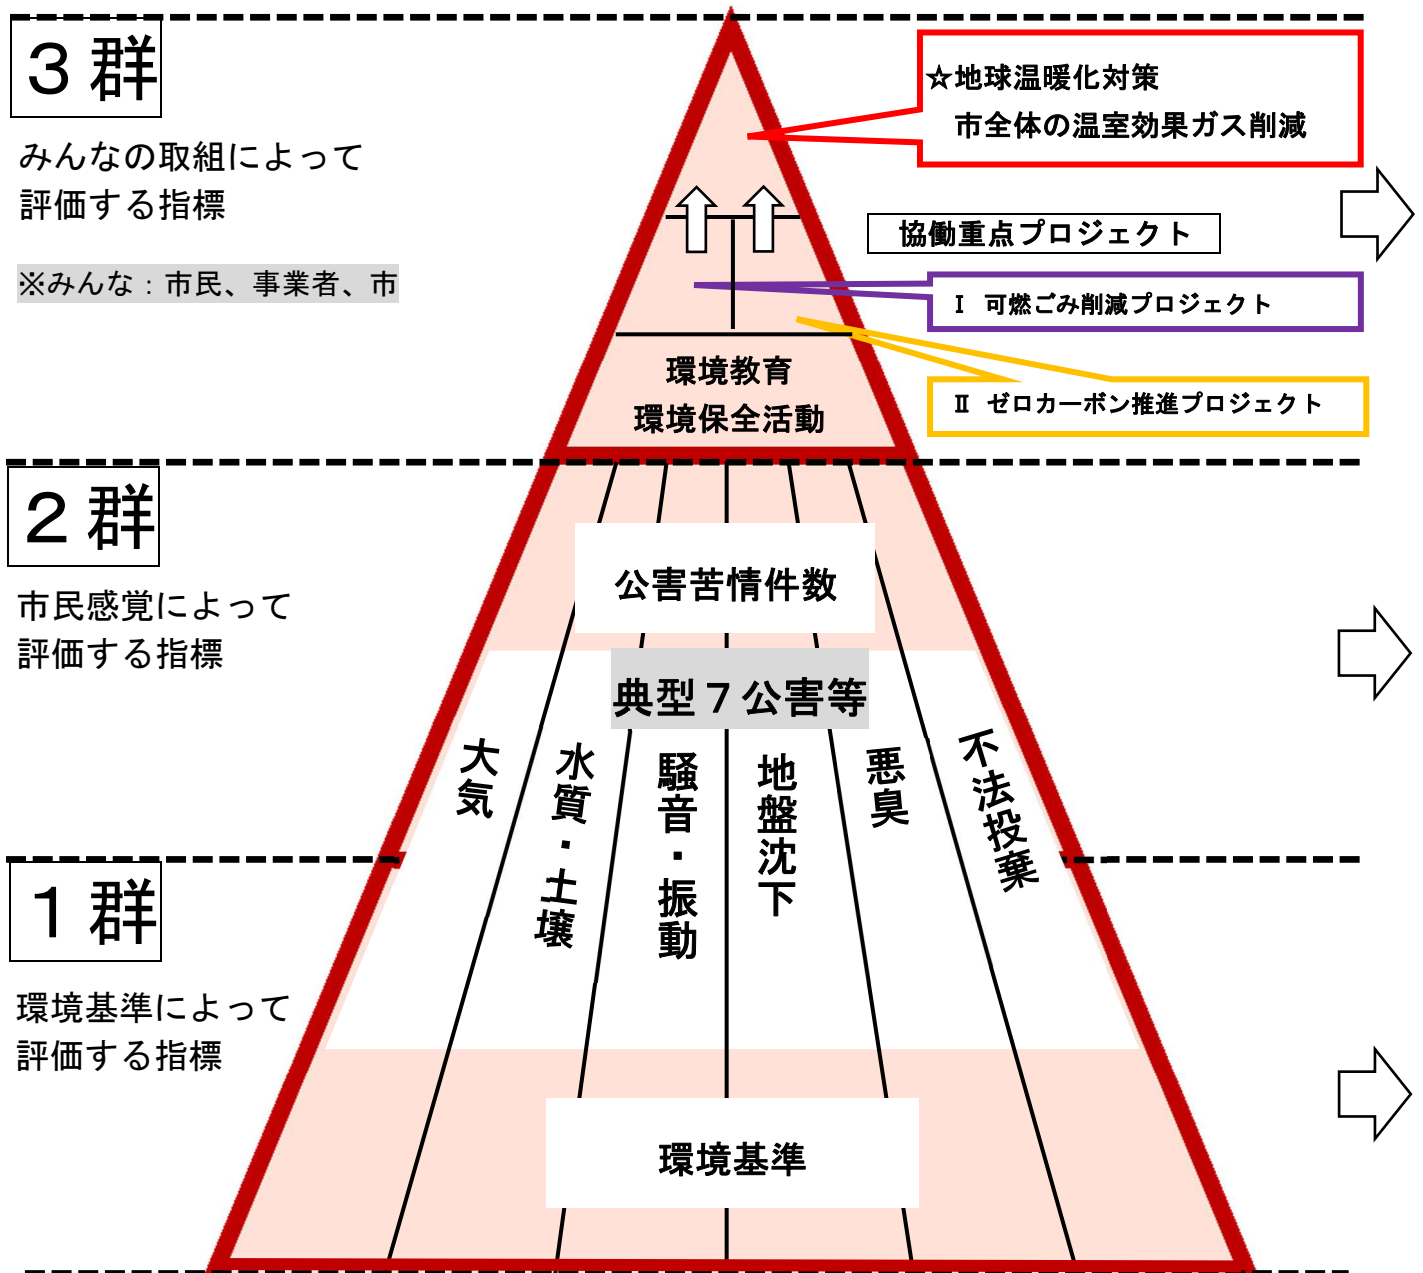 ３群
みんなの取組によって
評価する指標
※みんな：市民、事業者、市
☆地球温暖化対策
市全体の温室効果ガス削減
協働重点プロジェクト
Ⅰ 可燃ごみ削減プロジェクト
Ⅱ ゼロカーボン推進プロジェクト
環境教育
環境保全活動
２群
市民感覚によって
評価する指標
公害苦情件数
典型７公害等
大気
水質・土壌
騒音・振動
地盤沈下
悪臭
不法投棄
１群
環境基準によって
評価する指標
環境基準